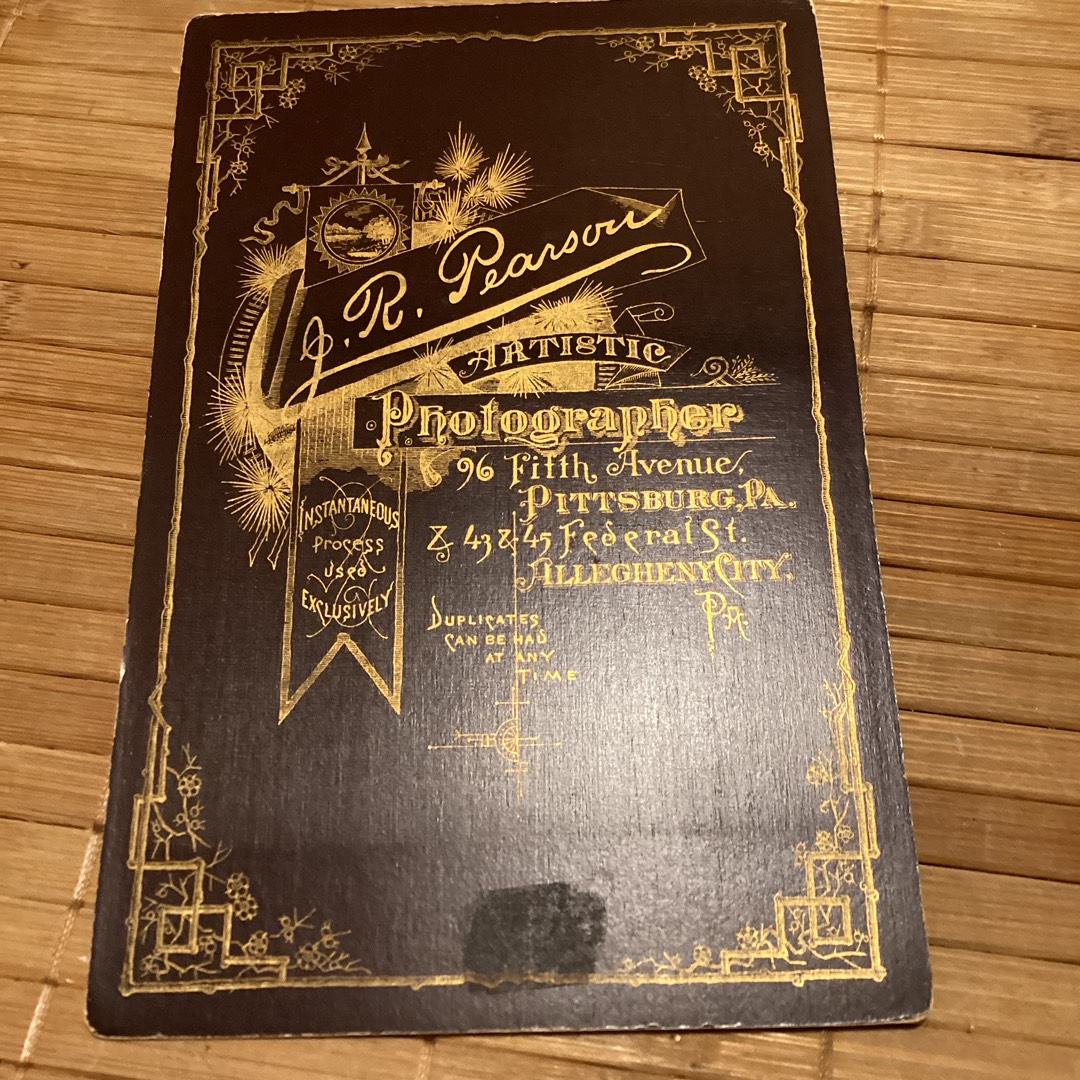 J. R. Pearson
ARTISTIC
Photographer
96 Fifth Avenue,
PITTSBURG, PA.
& 43 & 45 Federal St.
ALLEGHENY CITY,
PA.
INSTANTANEOUS
Process
Used
EXCLUSIVELY
DUPLICATES
CAN BE HAD
AT ANY
TIME